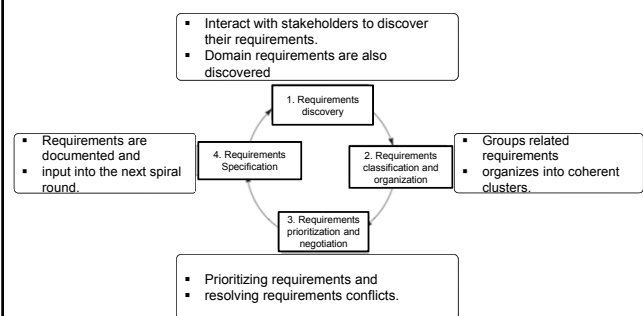 ▪ Interact with stakeholders to discover
their requirements.
▪ Domain requirements are also
discovered
1. Requirements
discovery
▪ Requirements are
documented and
▪ input into the next spiral
round.
4. Requirements
Specification
2. Requirements
classification and
organization
▪ Groups related
requirements
▪ organizes into coherent
clusters.
3. Requirements
prioritization and
negotiation
▪ Prioritizing requirements and
▪ resolving requirements conflicts.